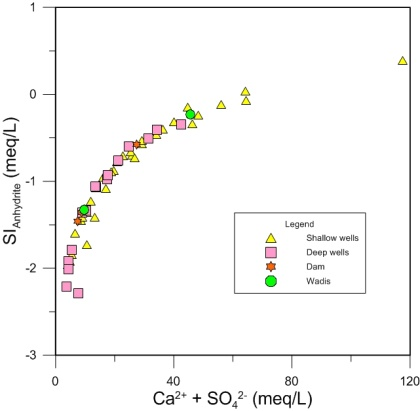 1
0
-1
-2
-3
SI_Anhydrite (meq/L)
Legend
Shallow wells
Deep wells
Dam
Wadis
0 40 80 120
Ca²⁺ + SO₄²⁻ (meq/L)